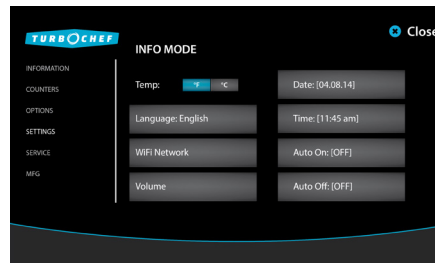 TURBOCHEF
Close
INFO MODE
INFORMATION
COUNTERS
OPTIONS
SETTINGS
SERVICE
MFG
Temp: °F °C
Date: [04.08.14]
Language: English
Time: [11:45 am]
WiFi Network
Auto On: [OFF]
Volume
Auto Off: [OFF]